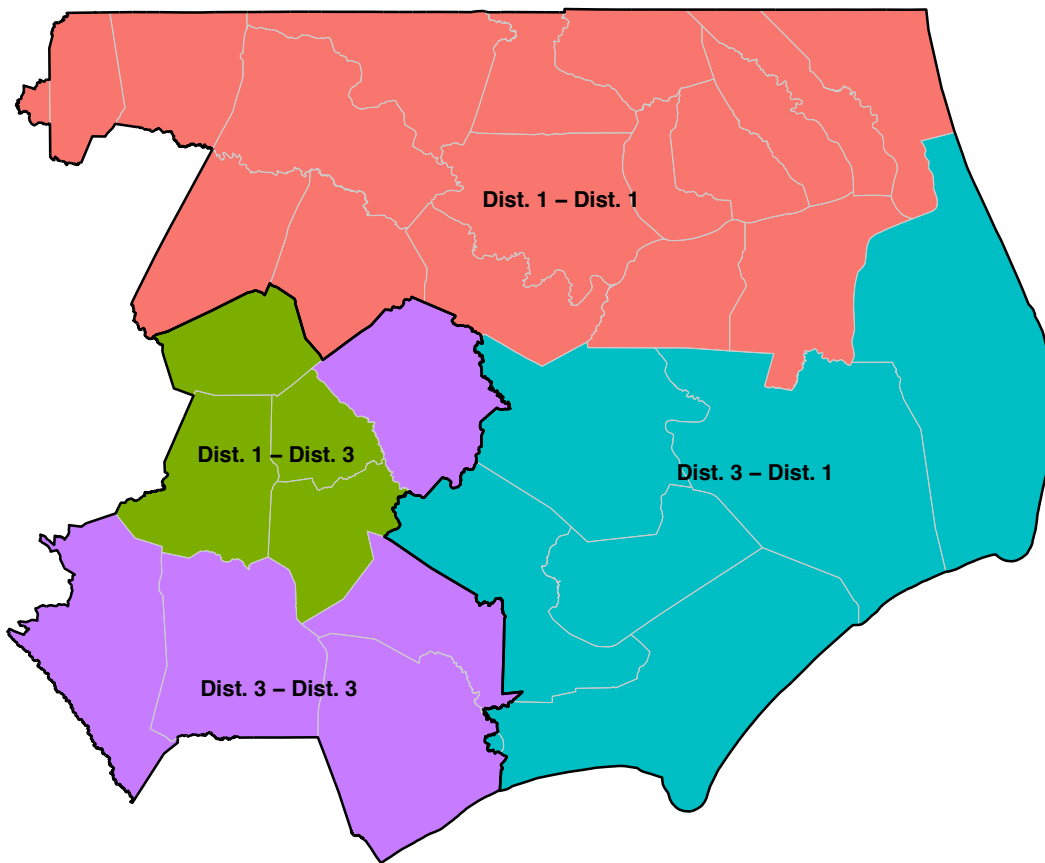 Dist. 1 – Dist. 1
Dist. 1 – Dist. 3
Dist. 3 – Dist. 1
Dist. 3 – Dist. 3